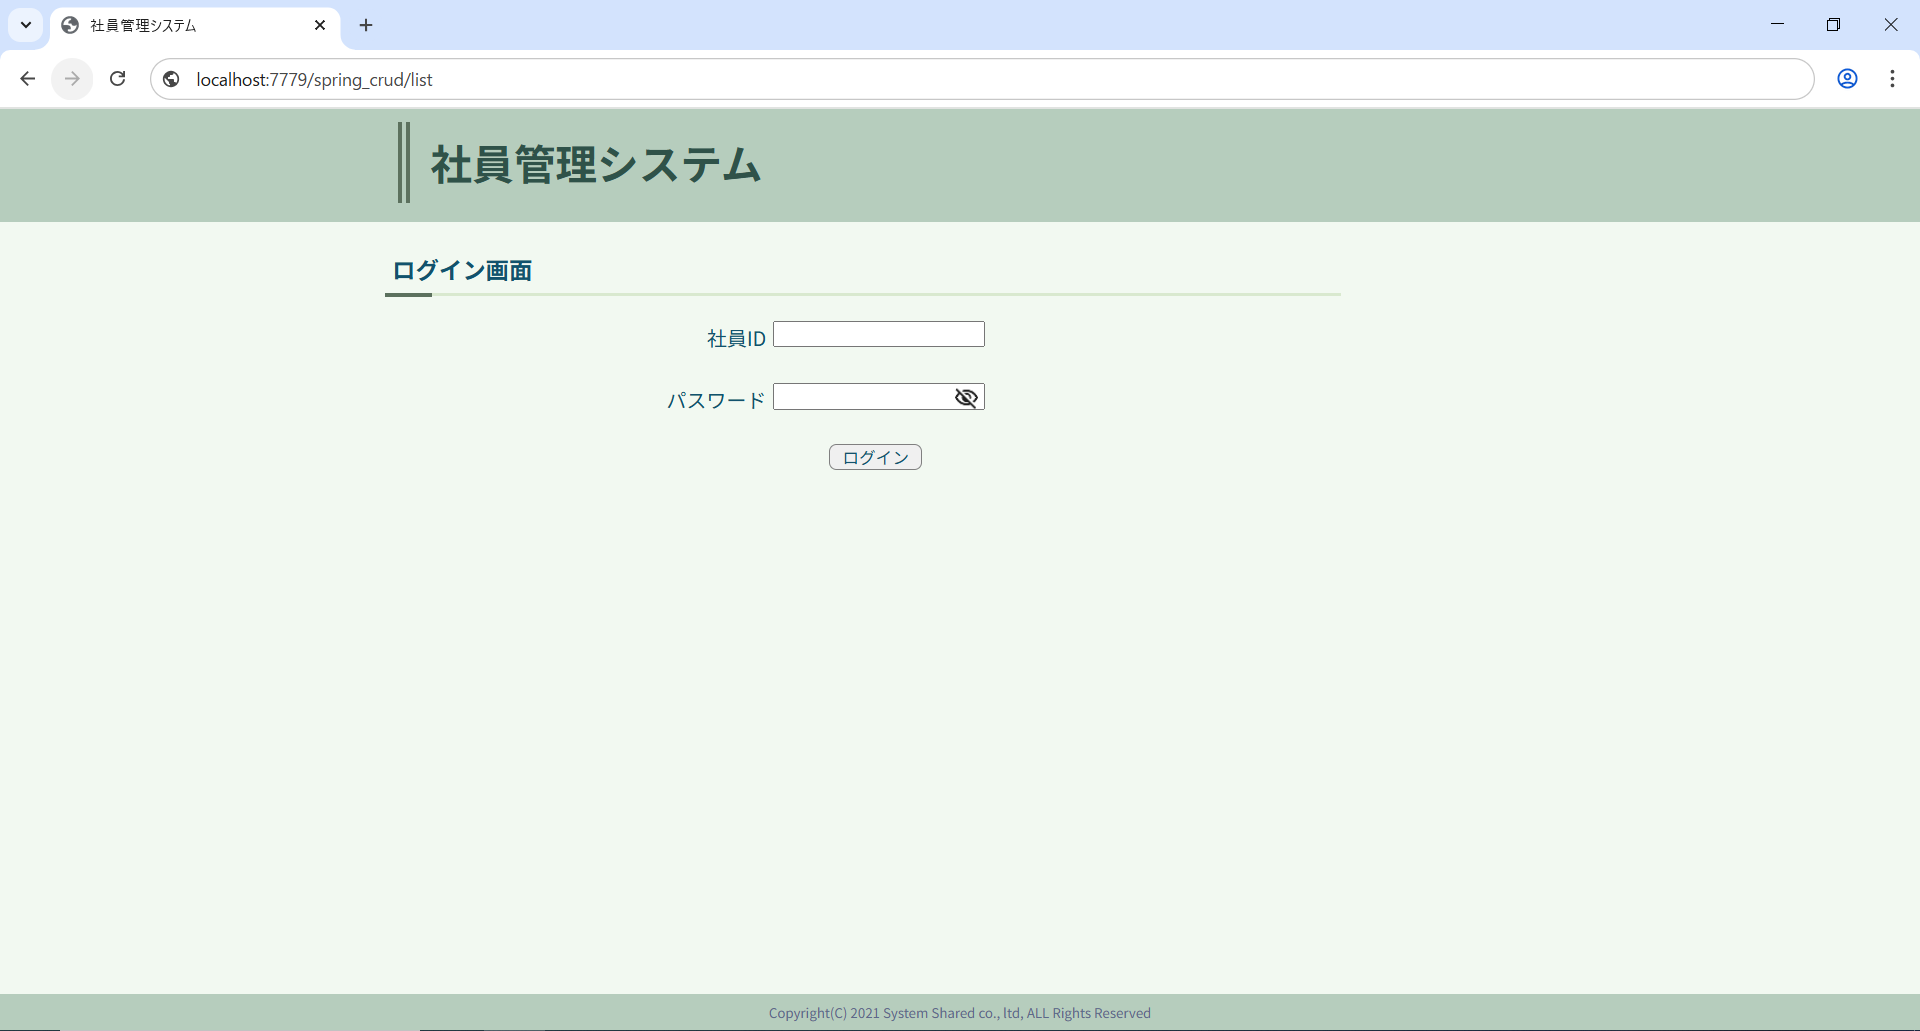 社員管理システム
localhost:7779/spring_crud/list
社員管理システム
ログイン画面
社員ID
パスワード
ログイン
Copyright(C) 2021 System Shared co., ltd, ALL Rights Reserved